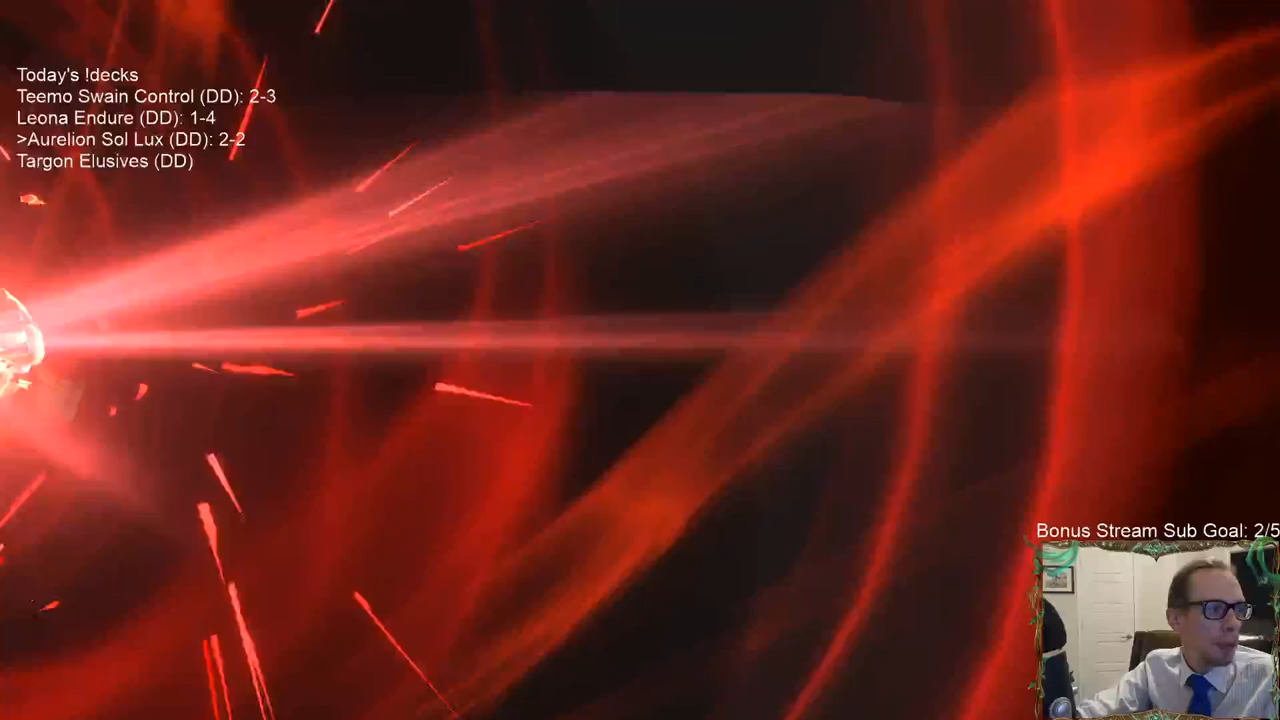 Today's !decks
Teemo Swain Control (DD): 2-3
Leona Endure (DD): 1-4
>Aurelion Sol Lux (DD): 2-2
Targon Elusives (DD)
Bonus Stream Sub Goal: 2/5